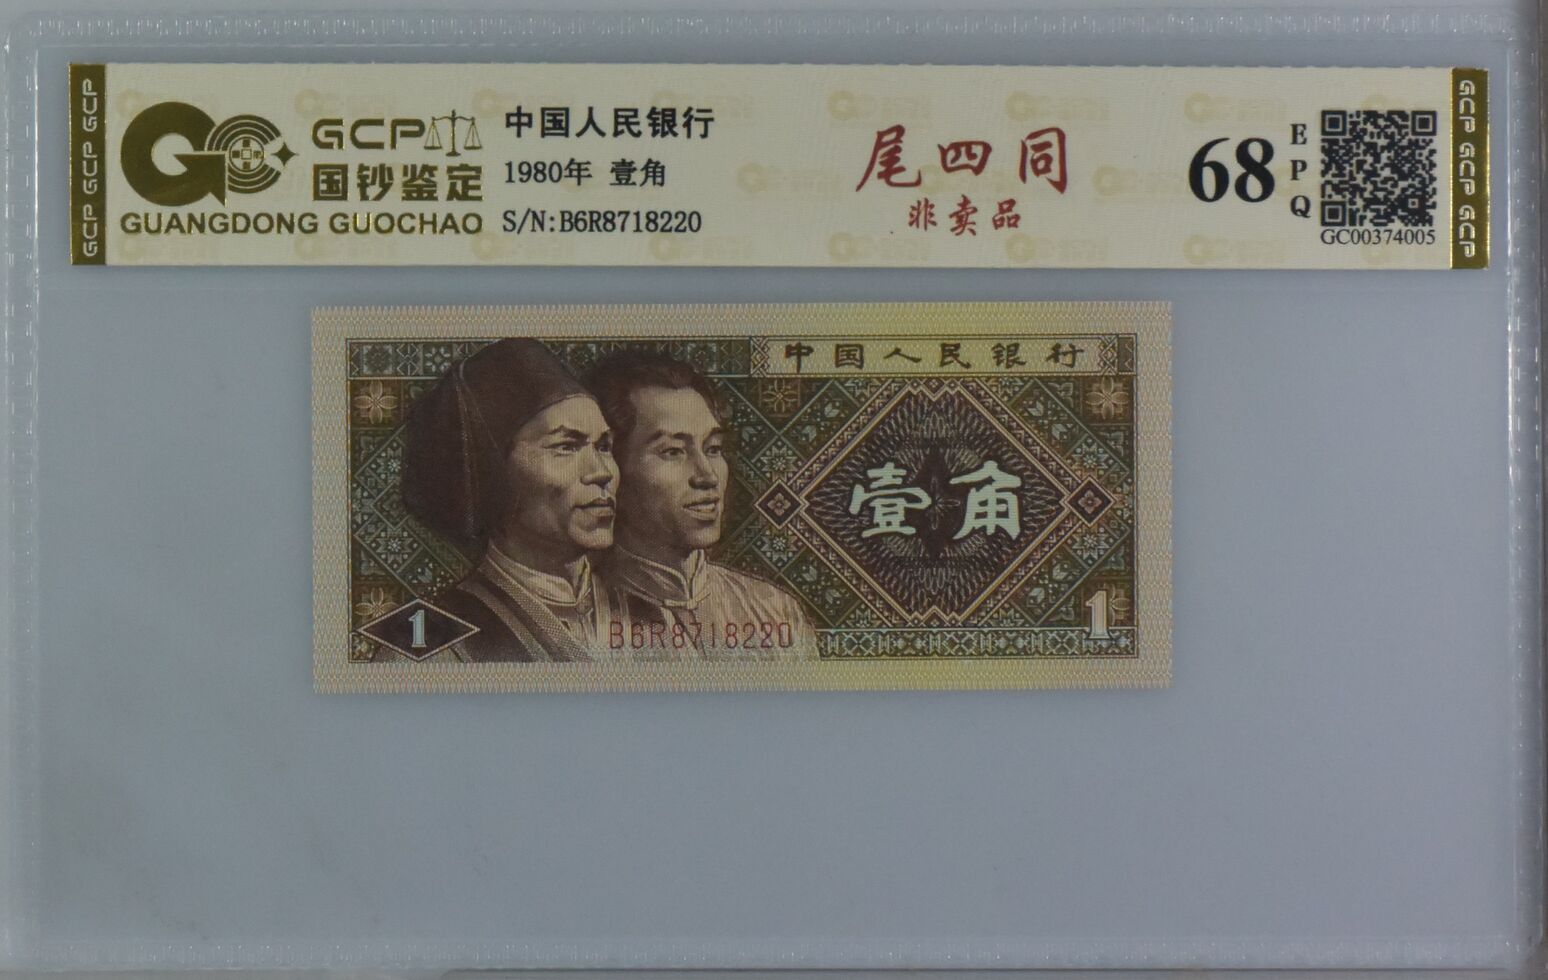 GCP GCP GCP
GCP
国钞鉴定
GUANGDONG GUOCHAO
中国人民银行
1980年 壹角
S/N:B6R8718220
尾四同
非卖品
68
EPQ
GC00374005
GCP GCP GCP
中国人民银行
壹角
1
B6R8718220
1